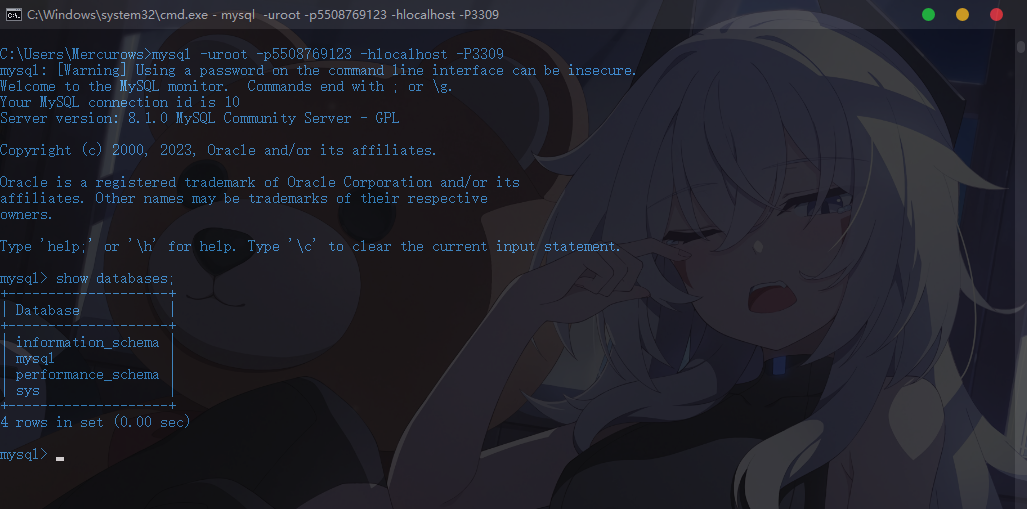 C:\Windows\system32\cmd.exe - mysql  -uroot -p5508769123 -hlocalhost -P3309
C:\Users\Mercurows>mysql -uroot -p5508769123 -hlocalhost -P3309
mysql: [Warning] Using a password on the command line interface can be insecure.
Welcome to the MySQL monitor.  Commands end with ; or \g.
Your MySQL connection id is 10
Server version: 8.1.0 MySQL Community Server - GPL
Copyright (c) 2000, 2023, Oracle and/or its affiliates.
Oracle is a registered trademark of Oracle Corporation and/or its
affiliates. Other names may be trademarks of their respective
owners.
Type 'help;' or '\h' for help. Type '\c' to clear the current input statement.
mysql> show databases;
+--------------------+
| Database           |
+--------------------+
| information_schema |
| mysql              |
| performance_schema |
| sys                |
+--------------------+
4 rows in set (0.00 sec)
mysql> _